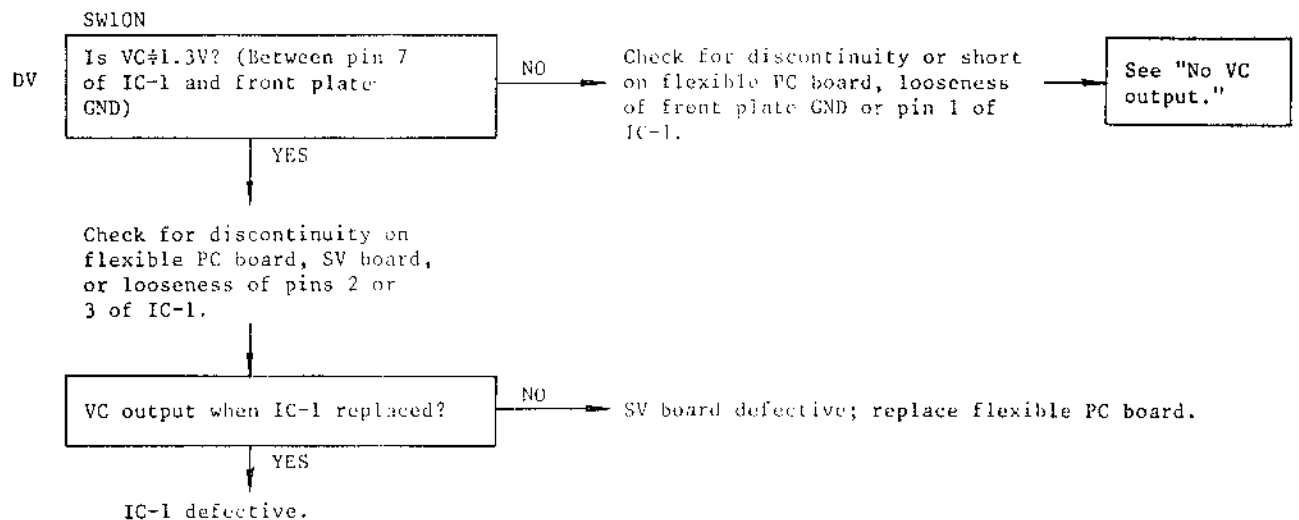 SW1ON
DV
Is VC≑1.3V? (Between pin 7
of IC-1 and front plate
GND)
NO
Check for discontinuity or short
on flexible PC board, looseness
of front plate GND or pin 1 of
IC-1.
See "No VC
output."
YES
Check for discontinuity on
flexible PC board, SV board,
or looseness of pins 2 or
3 of IC-1.
VC output when IC-1 replaced?
NO
SV board defective; replace flexible PC board.
YES
IC-1 defective.